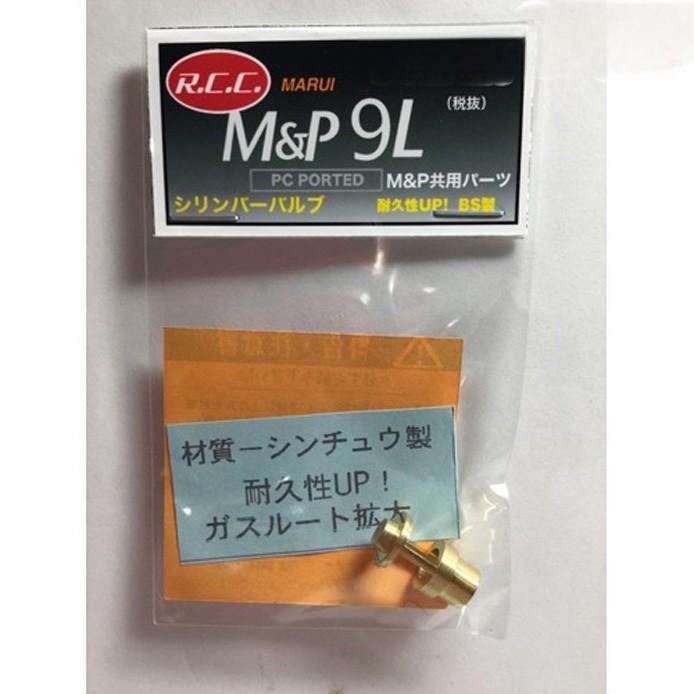 R.C.C. MARUI
(税抜)
M&P 9L
PC PORTED M&P共用パーツ
シリンバーバルブ 耐久性UP! BS製
材質ーシンチュウ製
耐久性UP!
ガスルート拡大